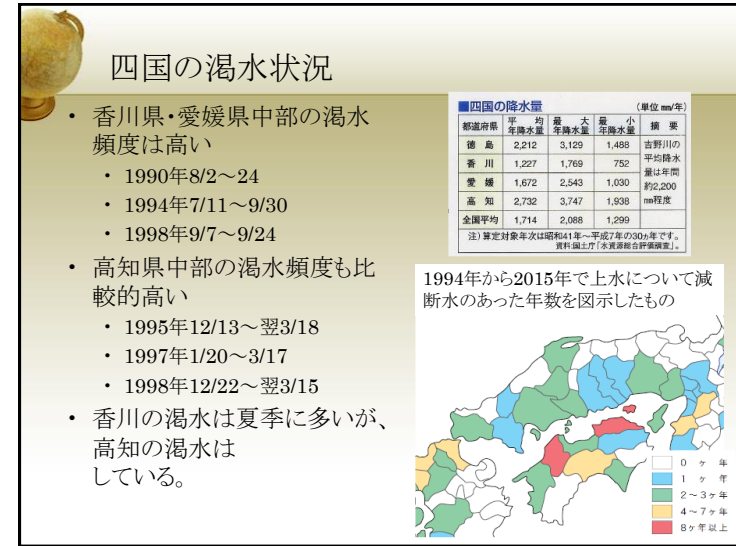 四国の渇水状況
・ 香川県・愛媛県中部の渇水
頻度は高い
・ 1990年8/2～24
・ 1994年7/11～9/30
・ 1998年9/7～9/24
・ 高知県中部の渇水頻度も比
較的高い
・ 1995年12/13～翌3/18
・ 1997年1/20～3/17
・ 1998年12/22～翌3/15
・ 香川の渇水は夏季に多いが、
高知の渇水は
している。
■四国の降水量 (単位 mm/年)
都道府県 平均年降水量 最大年降水量 最小年降水量 摘要
徳島 2,212 3,129 1,488 吉野川の
香川 1,227 1,769 752 平均降水
量は年間
愛媛 1,672 2,543 1,030 約2,200
高知 2,732 3,747 1,938 mm程度
全国平均 1,714 2,088 1,299
注) 算定対象年次は昭和41年～平成7年の30ヵ年です。
資料:国土庁「水資源総合評価調査」。
1994年から2015年で上水について減
断水のあった年数を図示したもの
0ヶ年
1ヶ年
2～3ヶ年
4～7ヶ年
8ヶ年以上